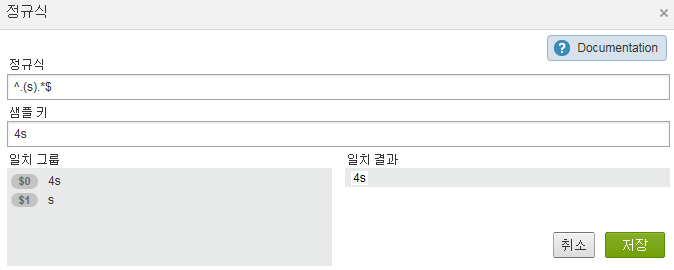 정규식
×
? Documentation
정규식
^.(s).*$
샘플 키
4s
일치 그룹
$0 4s
$1 s
일치 결과
4s
취소
저장